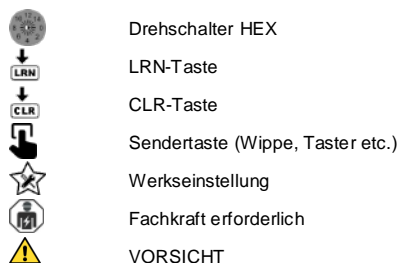 Drehschalter HEX
LRN
LRN-Taste
CLR
CLR-Taste
Sendertaste (Wippe, Taster etc.)
Werkseinstellung
Fachkraft erforderlich
VORSICHT